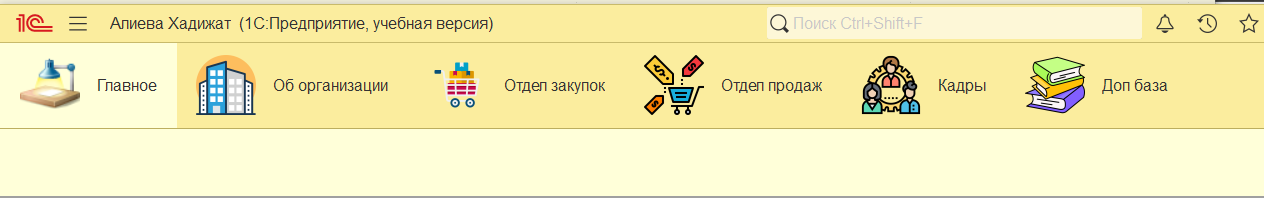 1С Алиева Хадижат (1С:Предприятие, учебная версия) Поиск Ctrl+Shift+F
Главное Об организации Отдел закупок Отдел продаж Кадры Доп база